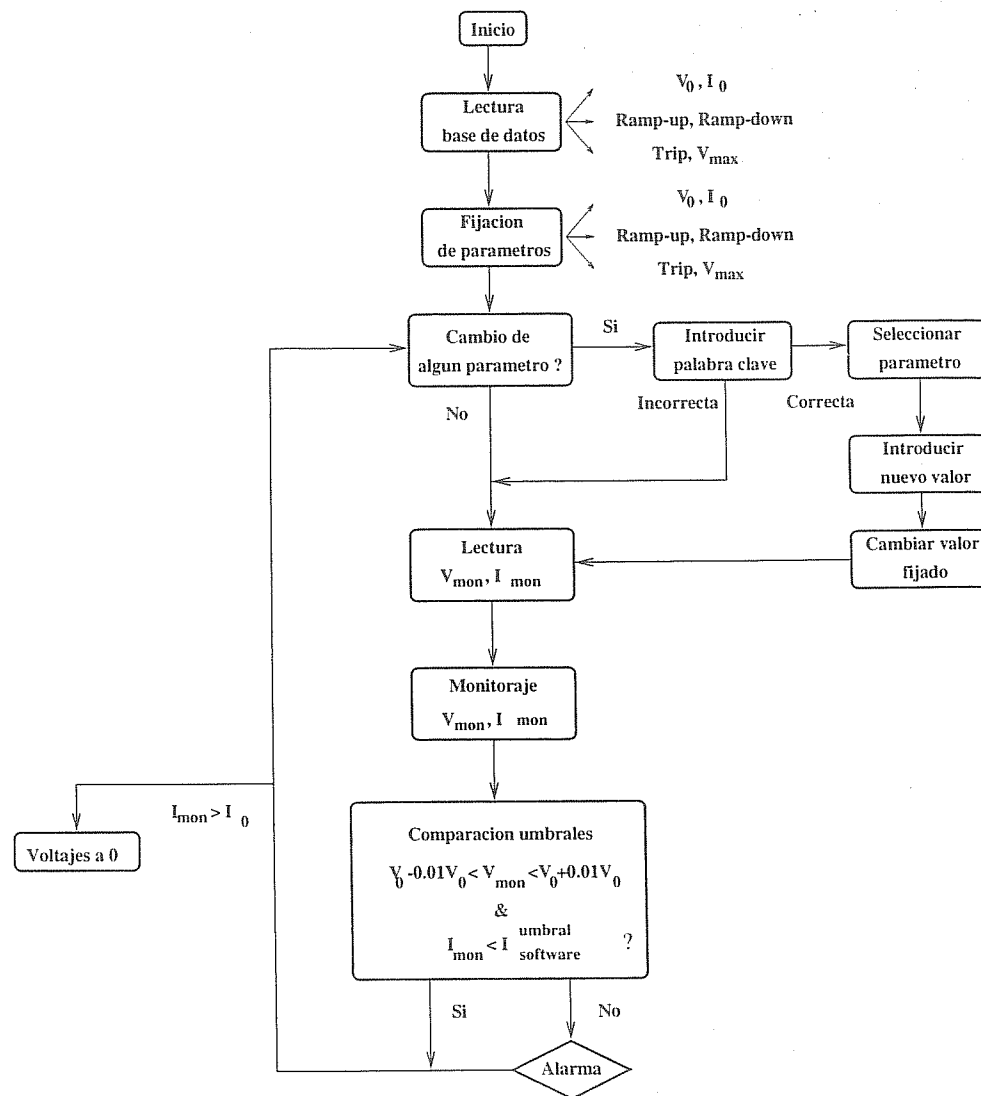 Inicio
Lectura
base de datos
V0, I0
Ramp-up, Ramp-down
Trip, Vmax
Fijacion
de parametros
V0, I0
Ramp-up, Ramp-down
Trip, Vmax
Cambio de
algun parametro ?
Si
No
Introducir
palabra clave
Incorrecta
Correcta
Seleccionar
parametro
Introducir
nuevo valor
Cambiar valor
fijado
Lectura
Vmon, I mon
Monitoraje
Vmon, I mon
Imon > I0
Voltajes a 0
Comparacion umbrales
V0-0.01V0 < Vmon < V0+0.01V0
&
Imon < I umbral software ?
Si
No
Alarma